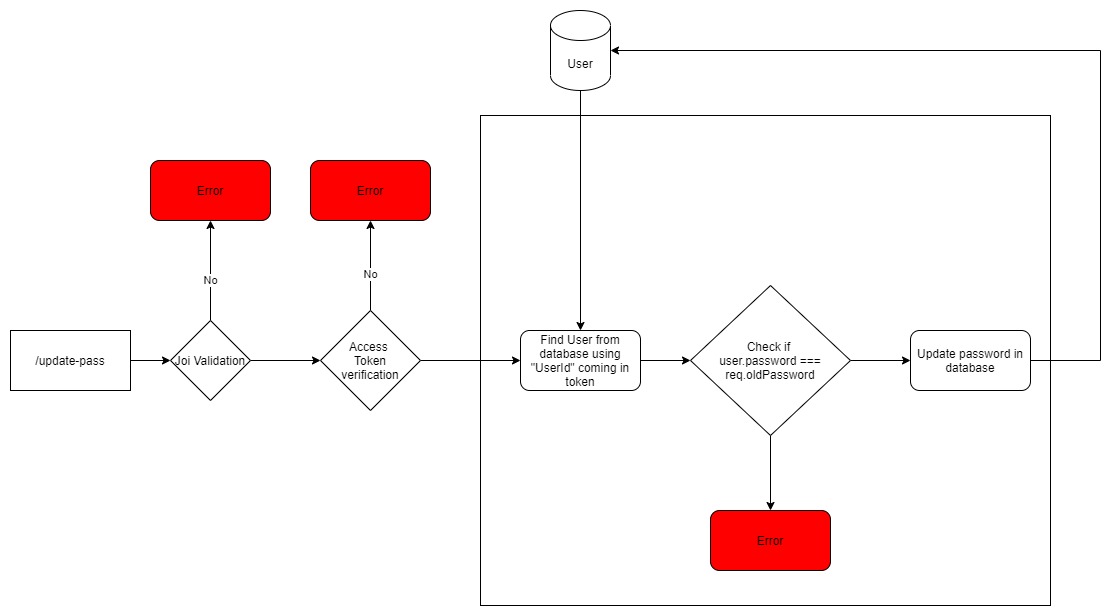 User
Error
Error
No
No
/update-pass
Joi Validation
Access
Token
verification
Find User from
database using
"UserId" coming in
token
Check if
user.password ===
req.oldPassword
Update password in
database
Error